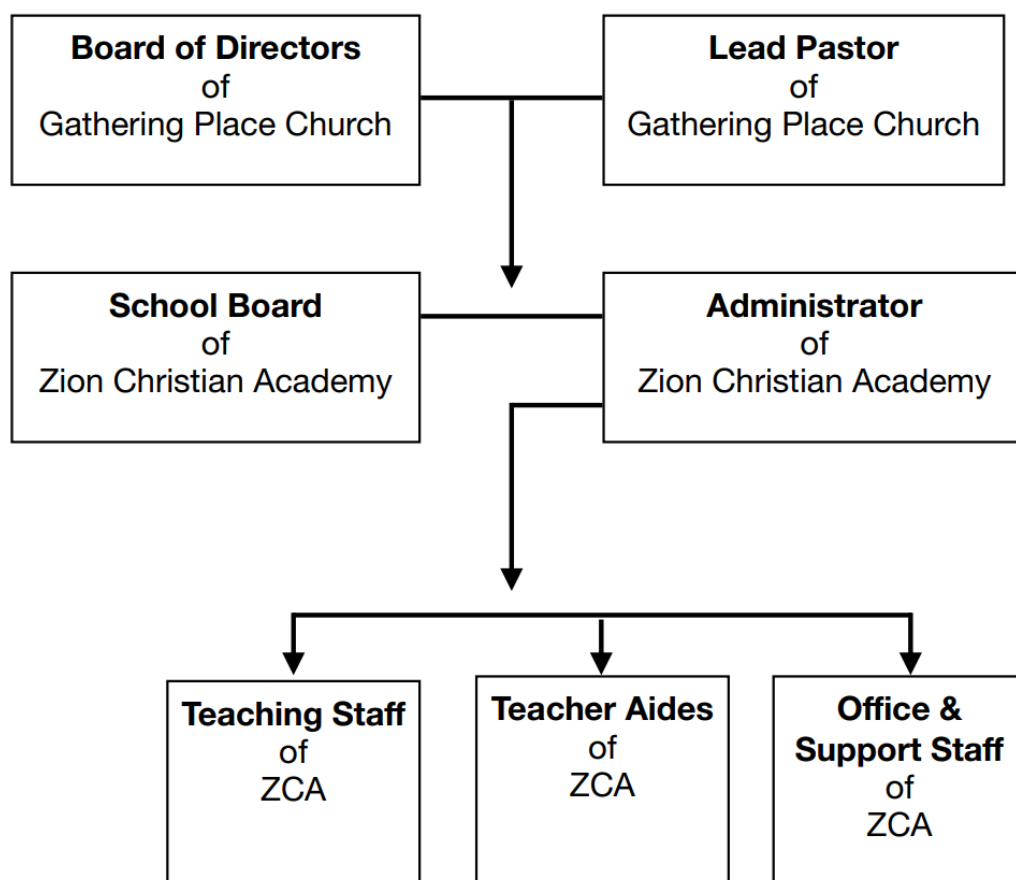 Board of Directors
of
Gathering Place Church
Lead Pastor
of
Gathering Place Church
School Board
of
Zion Christian Academy
Administrator
of
Zion Christian Academy
Teaching Staff
of
ZCA
Teacher Aides
of
ZCA
Office &
Support Staff
of
ZCA